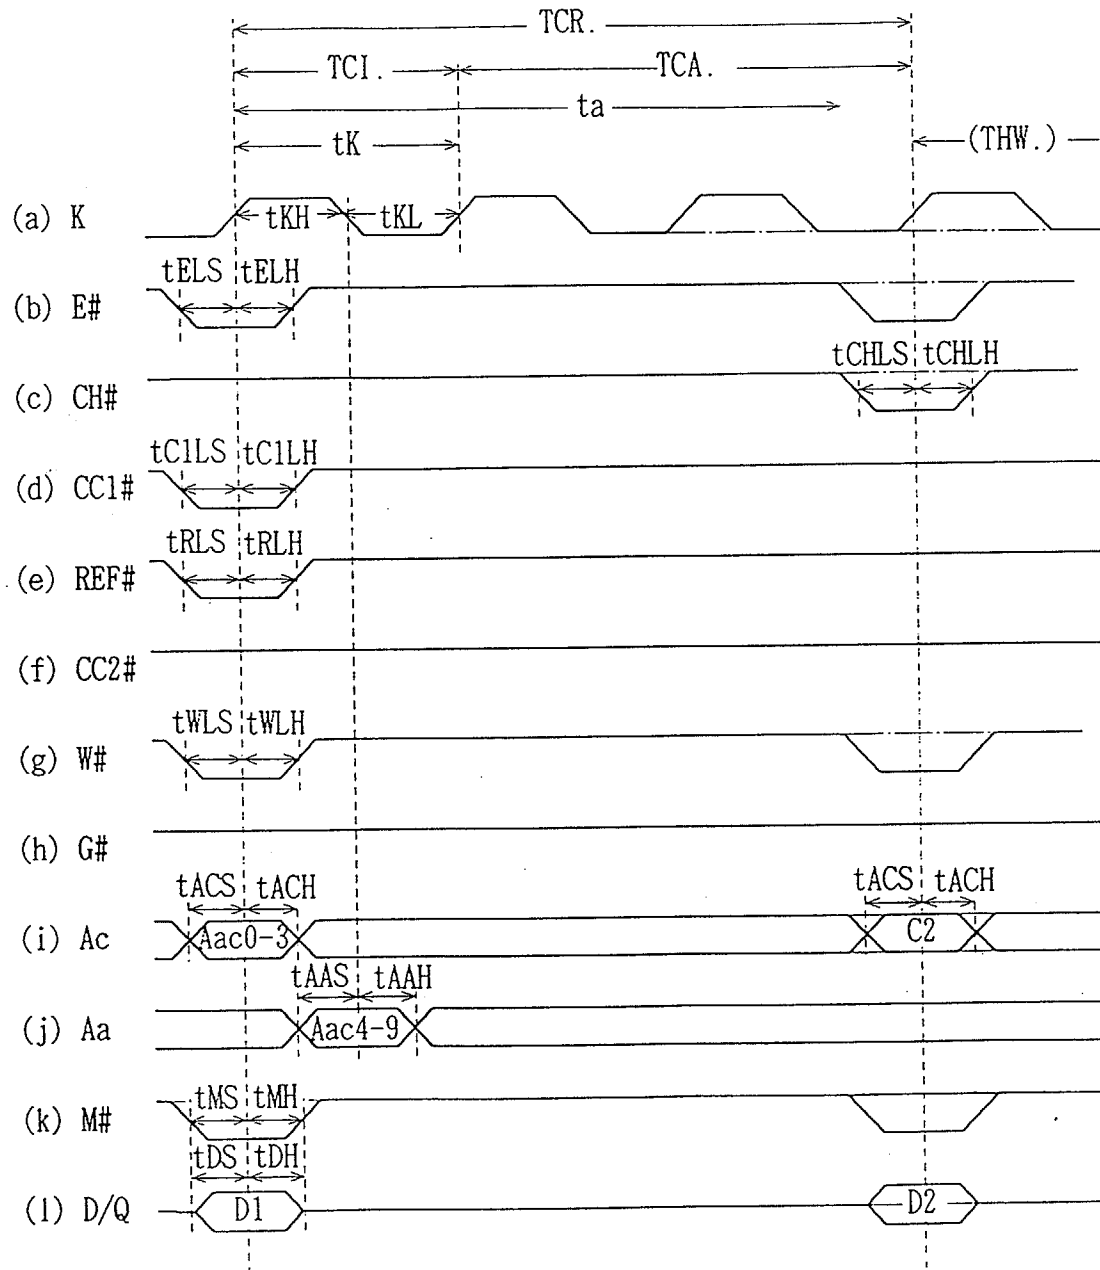 TCR.
TCI. TCA.
ta
tK (THW.)
(a) K tKH tKL
tELS tELH
(b) E#
tCHLS tCHLH
(c) CH#
tC1LS tC1LH
(d) CC1#
tRLS tRLH
(e) REF#
(f) CC2#
tWLS tWLH
(g) W#
(h) G#
tACS tACH tACS tACH
(i) Ac Aac0-3 C2
tAAS tAAH
(j) Aa Aac4-9
tMS tMH
(k) M#
tDS tDH
(l) D/Q D1 D2